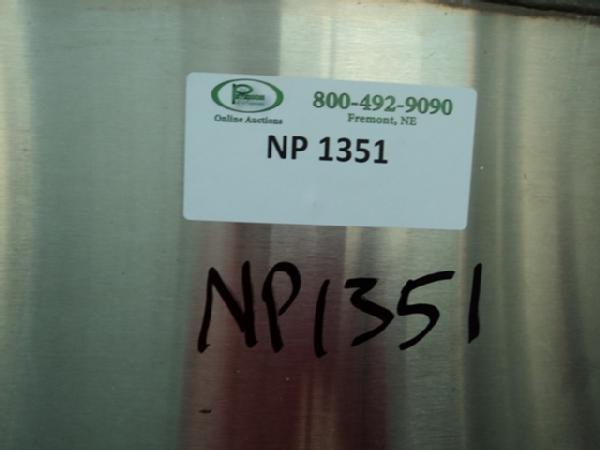 800-492-9090
Online Auctions
Fremont, NE
NP 1351
NP1351